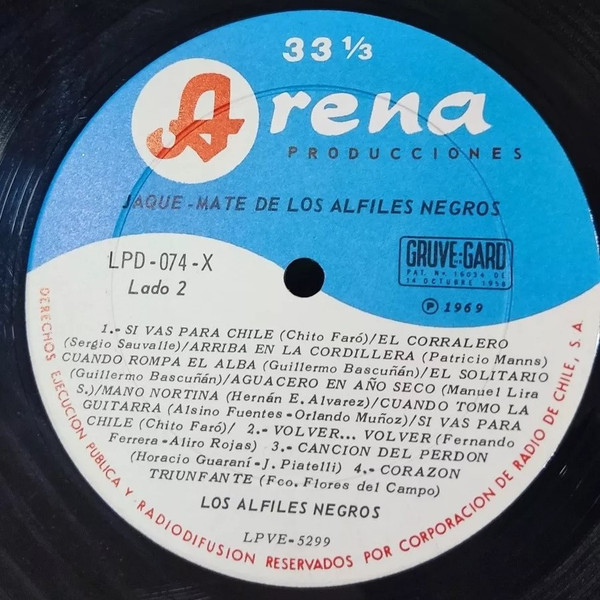 33 1/3
Arena
PRODUCCIONES
JAQUE-MATE DE LOS ALFILES NEGROS
LPD-074-X
Lado 2
GRUVE-GARD
PAT. No. 16034 DE
14 OCTUBRE 1958
Ⓟ 1969
1.- SI VAS PARA CHILE (Chito Faró)/EL CORRALERO
(Sergio Sauvalle)/ARRIBA EN LA CORDILLERA (Patricio Manns)
CUANDO ROMPA EL ALBA (Guillermo Bascuñán)/EL SOLITARIO
(Guillermo Bascuñán)/AGUACERO EN AÑO SECO (Manuel Lira
S.)/MANO NORTINA (Hernán E. Alvarez)/CUANDO TOMO LA
GUITARRA (Alsino Fuentes-Orlando Muñoz)/SI VAS PARA
CHILE (Chito Faró)/ 2.- VOLVER... VOLVER (Fernando
Ferrera-Aliro Rojas) 3.- CANCION DEL PERDON
(Horacio Guaraní-J. Piatelli) 4.- CORAZON
TRIUNFANTE (Fco. Flores del Campo)
LOS ALFILES NEGROS
LPVE-5299
DERECHOS EJECUCION PUBLICA Y RADIODIFUSION RESERVADOS POR CORPORACION DE RADIO DE CHILE, S.A.